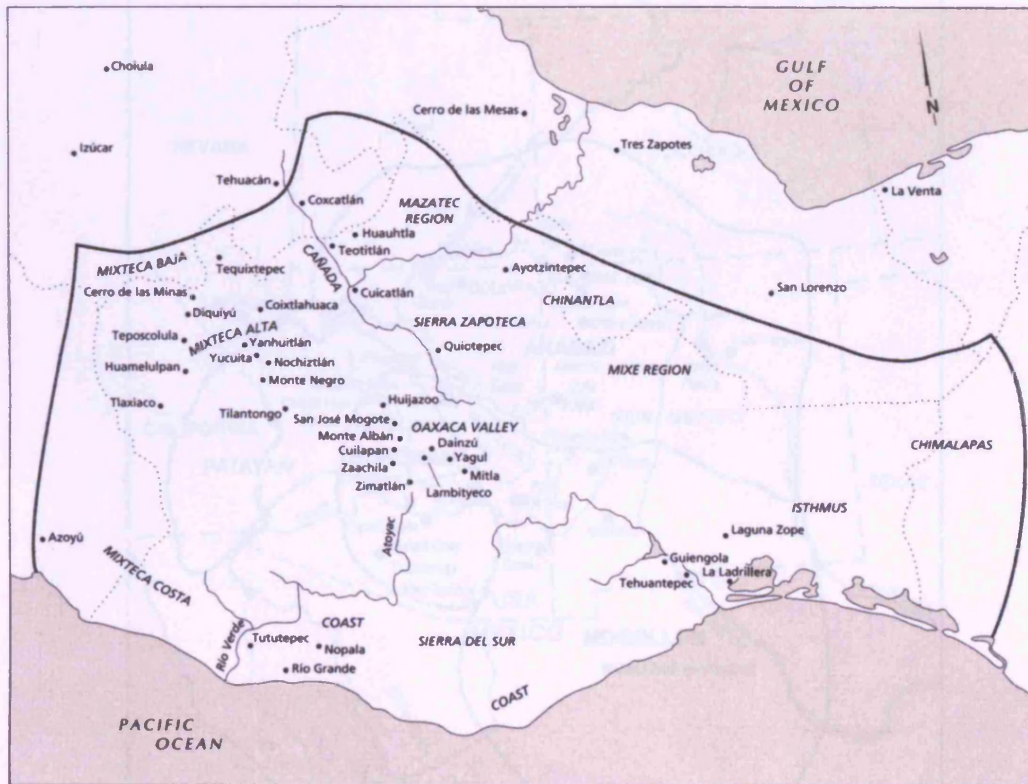 Cholula
GULF
OF
MEXICO
N
Cerro de las Mesas
Izúcar
Tres Zapotes
Tehuacán
La Venta
Coxcatlán
MAZATEC
REGION
Huauhtla
Teotitlán
MIXTECA BAJA
Tequixtepec
CAÑADA
Ayotzintepec
Cerro de las Minas
Cuicatlán
CHINANTLA
San Lorenzo
Diquiyú
Coixtlahuaca
SIERRA ZAPOTECA
Teposcolula
MIXTECA ALTA
Yanhuitlán
Yucuita
Nochiztlán
Quiotepec
Huamelulpan
Monte Negro
MIXE REGION
Tlaxiaco
Tilantongo
Huijazoo
San José Mogote
OAXACA VALLEY
Monte Albán
Dainzú
CHIMALAPAS
Cuilapan
Yagul
Zaachila
Mitla
Zimatlán
Lambityeco
ISTHMUS
Atoyac
Laguna Zope
Azoyú
Guiengola
La Ladrillera
Tehuantepec
MIXTECA COSTA
Río Verde
COAST
Tututepec
Nopala
SIERRA DEL SUR
Río Grande
COAST
PACIFIC
OCEAN